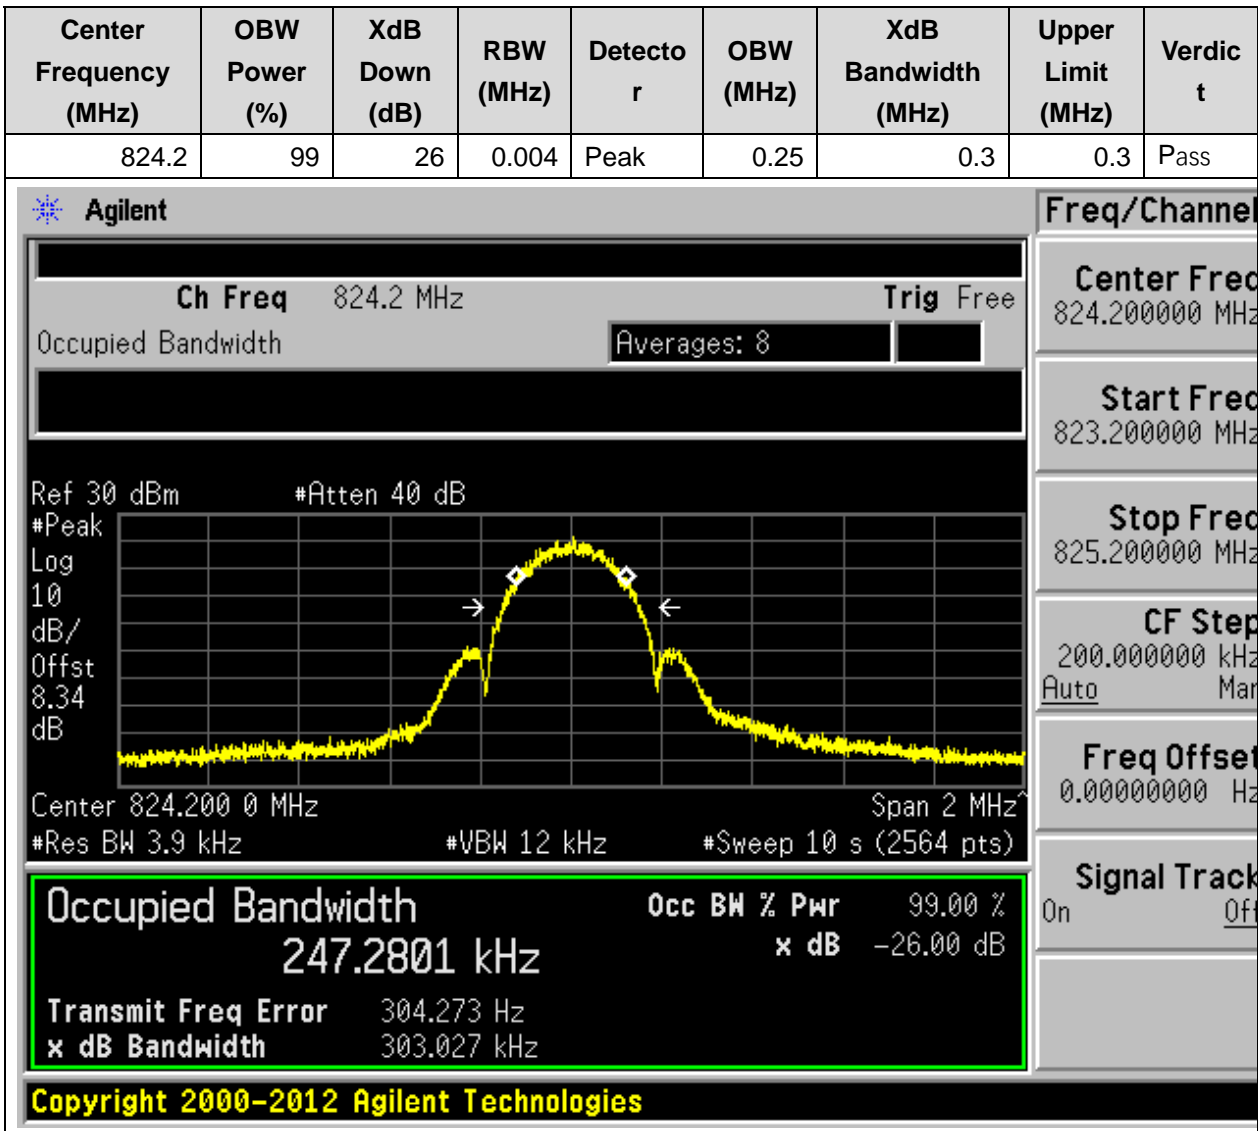 Center Frequency (MHz) OBW Power (%) XdB Down (dB) RBW (MHz) Detecto r OBW (MHz) XdB Bandwidth (MHz) Upper Limit (MHz) Verdic t
824.2 99 26 0.004 Peak 0.25 0.3 0.3 Pass
Agilent
Freq/Channel
Ch Freq 824.2 MHz Trig Free
Occupied Bandwidth Averages: 8
Center Freq
824.200000 MHz
Start Freq
823.200000 MHz
Stop Freq
825.200000 MHz
CF Step
200.000000 kHz
Auto Man
Freq Offset
0.00000000 Hz
Signal Track
On Off
Ref 30 dBm #Atten 40 dB
#Peak
Log
10
dB/
Offst
8.34
dB
Center 824.200 0 MHz Span 2 MHz^
#Res BW 3.9 kHz #VBW 12 kHz #Sweep 10 s (2564 pts)
Occupied Bandwidth Occ BW % Pwr 99.00 %
247.2801 kHz x dB -26.00 dB
Transmit Freq Error 304.273 Hz
x dB Bandwidth 303.027 kHz
Copyright 2000-2012 Agilent Technologies